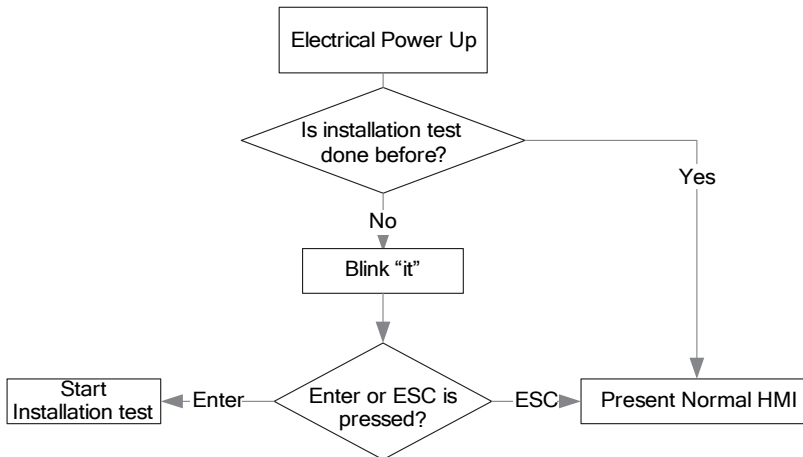 Electrical Power Up
Is installation test
done before?
Yes
No
Blink “it”
Start
Installation test
Enter
Enter or ESC is
pressed?
ESC
Present Normal HMI